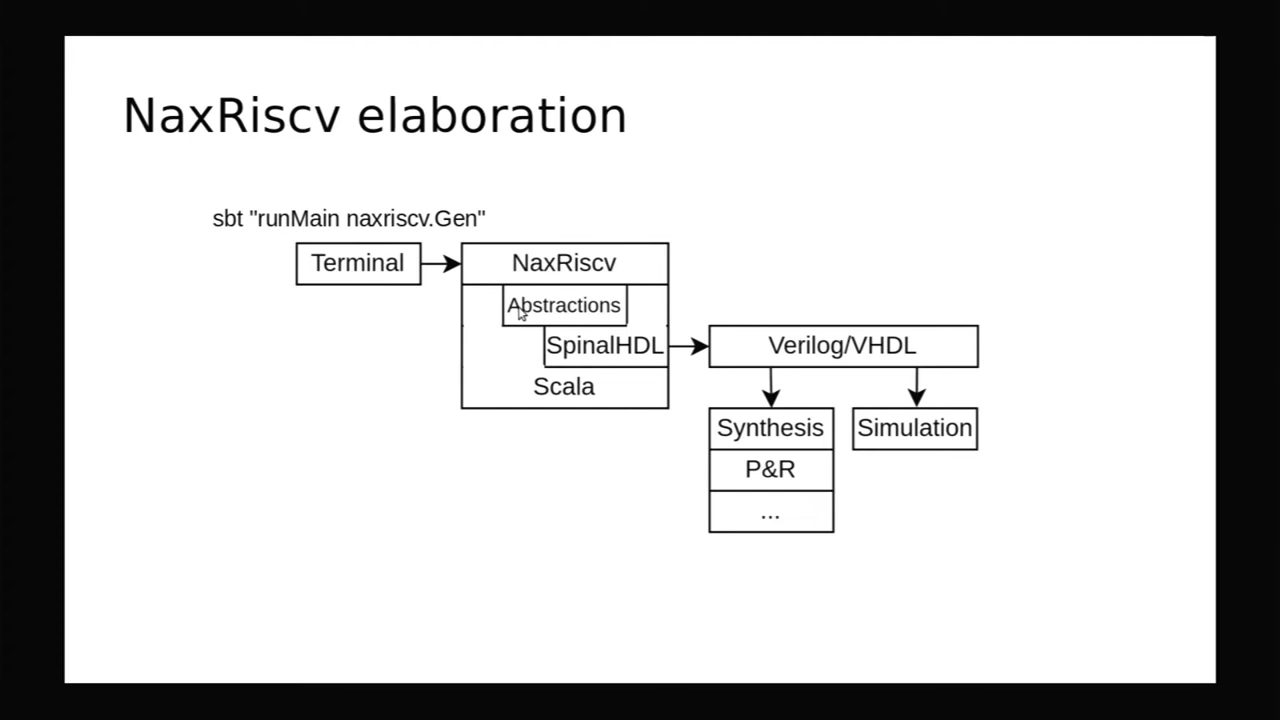 NaxRiscv elaboration
sbt "runMain naxriscv.Gen"
Terminal
NaxRiscv
Abstractions
SpinalHDL
Scala
Verilog/VHDL
Synthesis
Simulation
P&R
...